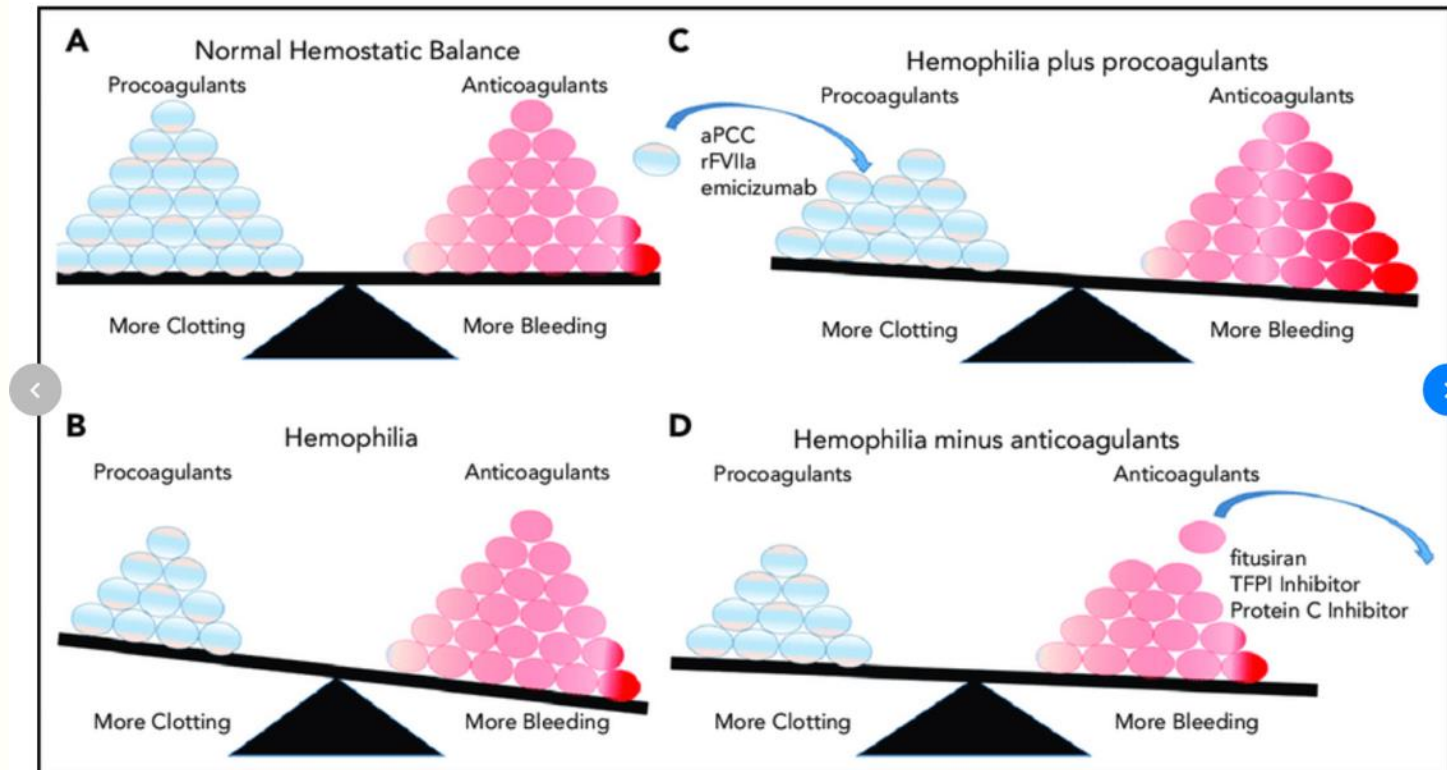 A
Normal Hemostatic Balance
Procoagulants
Anticoagulants
More Clotting
More Bleeding
C
Hemophilia plus procoagulants
Procoagulants
Anticoagulants
aPCC
rFVIIa
emicizumab
More Clotting
More Bleeding
B
Hemophilia
Procoagulants
Anticoagulants
More Clotting
More Bleeding
D
Hemophilia minus anticoagulants
Procoagulants
Anticoagulants
fitusiran
TFPI Inhibitor
Protein C Inhibitor
More Clotting
More Bleeding